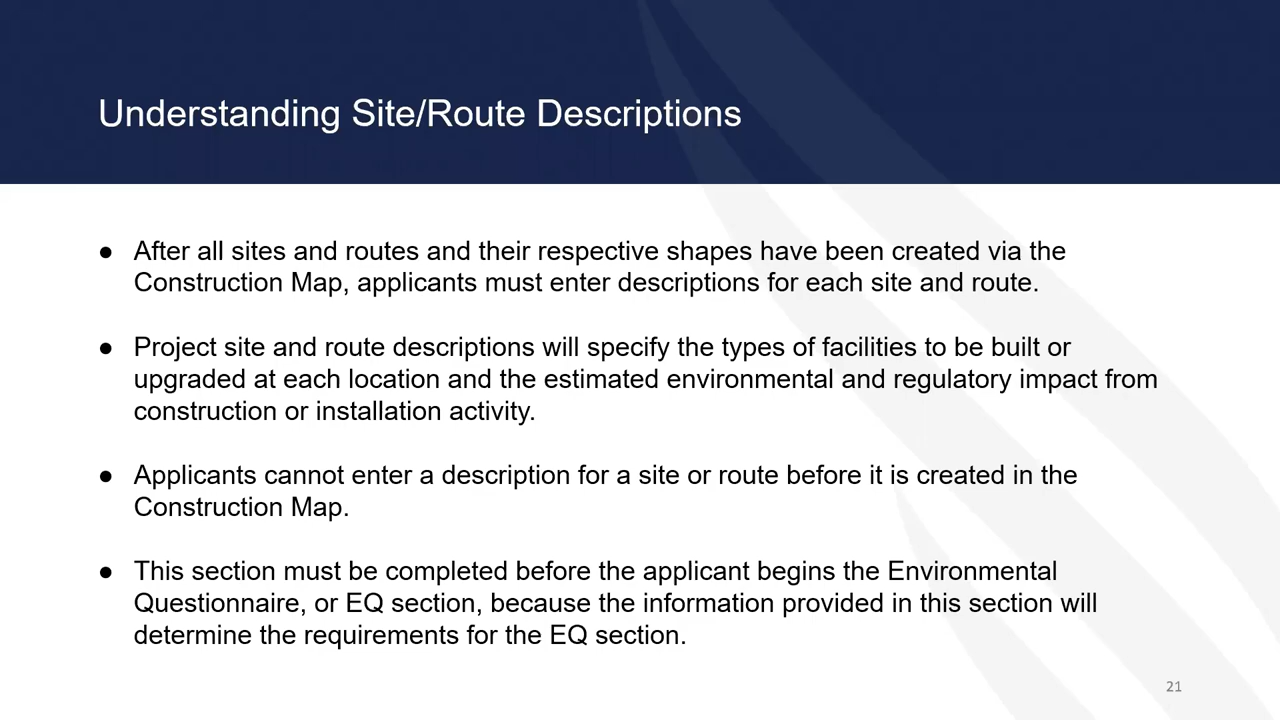 Understanding Site/Route Descriptions
● After all sites and routes and their respective shapes have been created via the
Construction Map, applicants must enter descriptions for each site and route.
● Project site and route descriptions will specify the types of facilities to be built or
upgraded at each location and the estimated environmental and regulatory impact from
construction or installation activity.
● Applicants cannot enter a description for a site or route before it is created in the
Construction Map.
● This section must be completed before the applicant begins the Environmental
Questionnaire, or EQ section, because the information provided in this section will
determine the requirements for the EQ section.
21